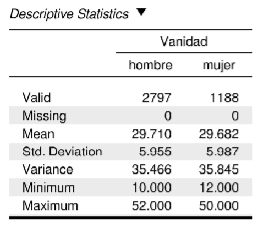 Descriptive Statistics ▼
Vanidad
hombre mujer
Valid 2797 1188
Missing 0 0
Mean 29.710 29.682
Std. Deviation 5.955 5.987
Variance 35.466 35.845
Minimum 10.000 12.000
Maximum 52.000 50.000